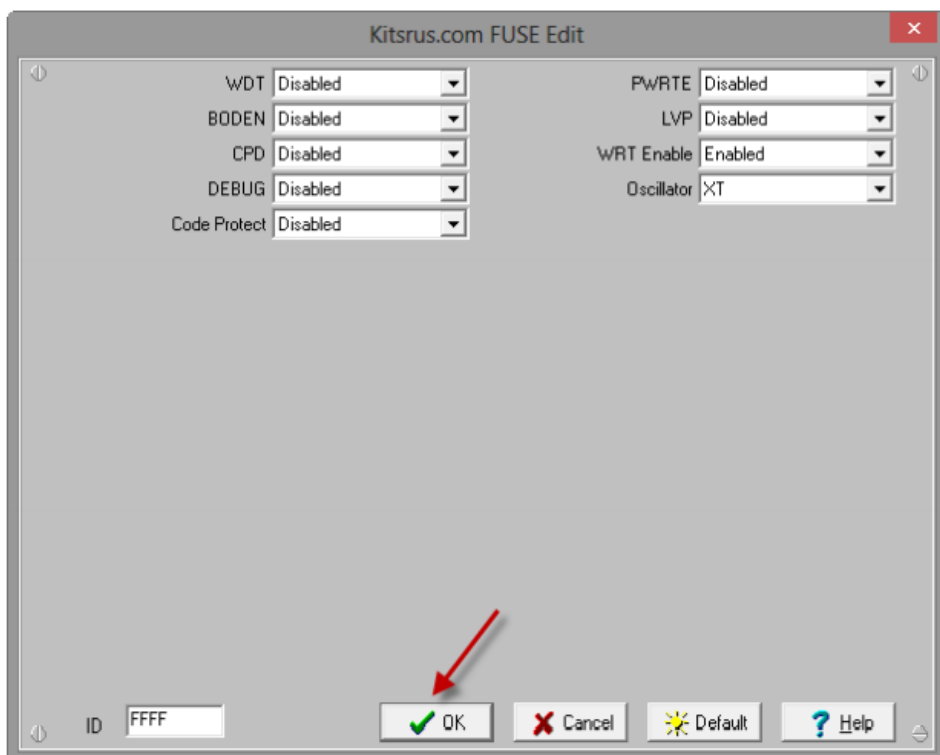 Kitsrus.com FUSE Edit
WDT Disabled PWRTE Disabled
BODEN Disabled LVP Disabled
CPD Disabled WRT Enable Enabled
DEBUG Disabled Oscillator XT
Code Protect Disabled
ID FFFF OK Cancel Default ? Help